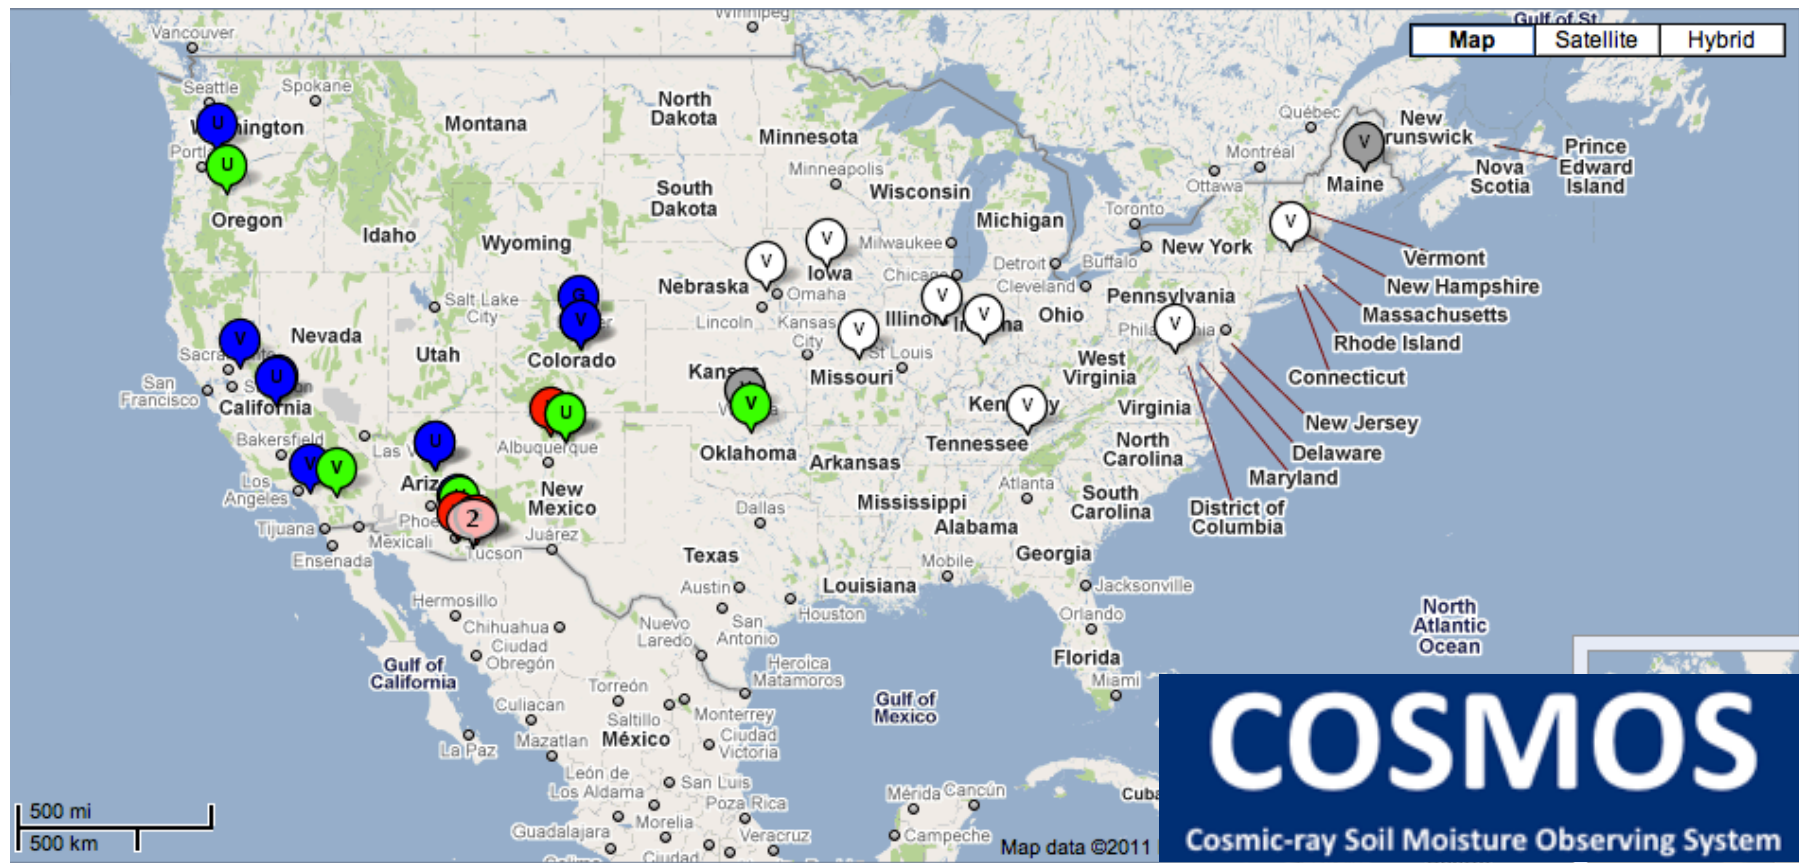 Winnipeg
Gulf of St.
Map
Satellite
Hybrid
Vancouver
Seattle
Spokane
North
Dakota
Montana
Minnesota
Québec
New
Montréal
Prince
Edward
Island
Nova
Scotia
Minneapolis
Ottawa
Maine
South
Dakota
Wisconsin
Oregon
Idaho
Wyoming
Michigan
Toronto
New York
Milwaukee
Vermont
Nebraska
Iowa
Detroit
Buffalo
Cleveland
New Hampshire
Omaha
Pennsylvania
Massachusetts
Salt Lake
City
Lincoln
Kansas
City
Ohio
Rhode Island
Nevada
Utah
Colorado
St Louis
Missouri
West
Virginia
Connecticut
San
Francisco
California
Virginia
New Jersey
Bakersfield
Albuquerque
Oklahoma
Arkansas
Tennessee
North
Carolina
Delaware
Maryland
Los
Angeles
New
Mexico
Mississippi
Atlanta
South
Carolina
District of
Columbia
Alabama
Dallas
Tijuana
Mexicali
Tucson
Juárez
Ensenada
Texas
Georgia
Mobile
Austin
Louisiana
Jacksonville
Hermosillo
Houston
Orlando
Chihuahua
San
Antonio
Nuevo
Laredo
Ciudad
Obregón
North
Atlantic
Ocean
Gulf of
California
Florida
Heroica
Matamoros
Miami
Torreón
Gulf of
Mexico
Culiacan
Saltillo
Monterrey
La Paz
Mazatlan
México
Ciudad
Victoria
León de
Los Aldama
San Luis
Mérida
Cancún
Poza Rica
Morelia
Guadalajara
Veracruz
Campeche
Ciudad
500 mi
500 km
Map data ©2011
U
U
V
V
V
G
V
V
V
V
V
V
V
U
V
U
U
V
V
V
2
COSMOS
Cosmic-ray Soil Moisture Observing System